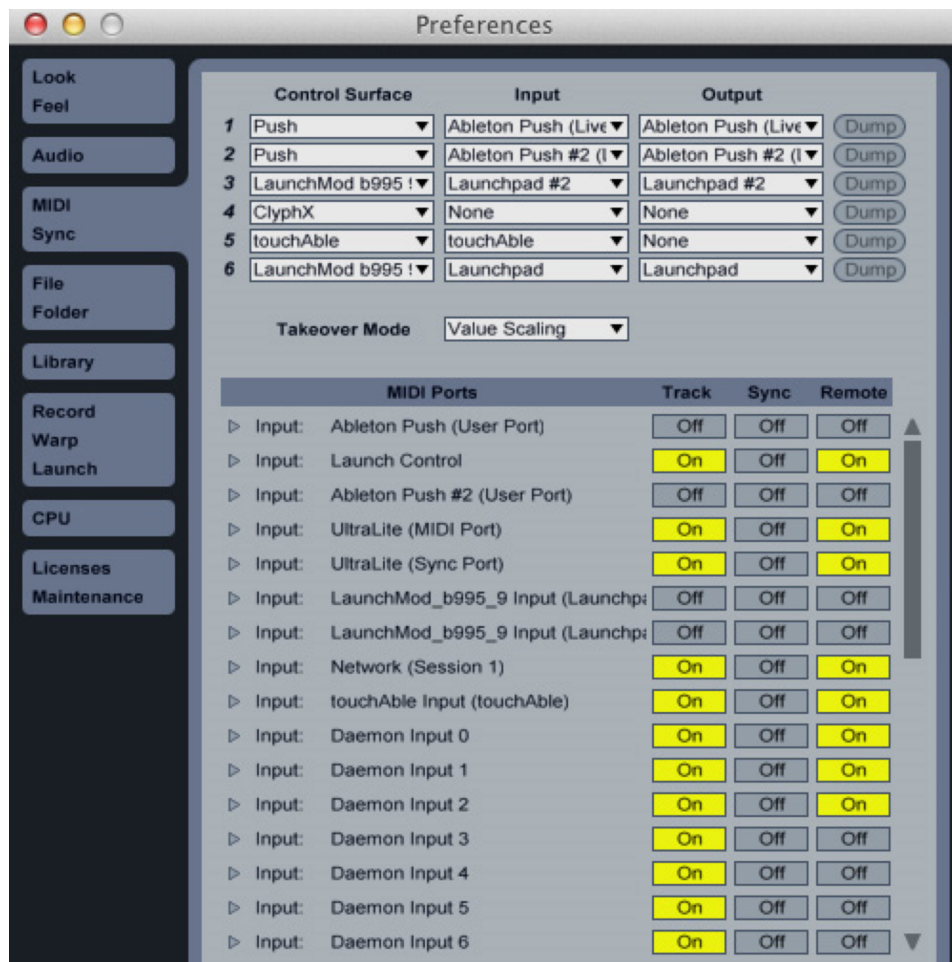 Preferences
Look
Feel
Audio
MIDI
Sync
File
Folder
Library
Record
Warp
Launch
CPU
Licenses
Maintenance
Control Surface Input Output
1 Push Ableton Push (Live Ableton Push (Live Dump
2 Push Ableton Push #2 (L Ableton Push #2 (L Dump
3 LaunchMod b995 Launchpad #2 Launchpad #2 Dump
4 ClyphX None None Dump
5 touchAble touchAble None Dump
6 LaunchMod b995 Launchpad Launchpad Dump
Takeover Mode Value Scaling
MIDI Ports Track Sync Remote
Input: Ableton Push (User Port) Off Off Off
Input: Launch Control On Off On
Input: Ableton Push #2 (User Port) Off Off Off
Input: UltraLite (MIDI Port) On Off On
Input: UltraLite (Sync Port) On Off On
Input: LaunchMod_b995_9 Input (Launchpa Off Off Off
Input: LaunchMod_b995_9 Input (Launchpa Off Off Off
Input: Network (Session 1) On Off On
Input: touchAble Input (touchAble) On Off On
Input: Daemon Input 0 On Off On
Input: Daemon Input 1 On Off On
Input: Daemon Input 2 On Off On
Input: Daemon Input 3 On Off Off
Input: Daemon Input 4 On Off Off
Input: Daemon Input 5 On Off Off
Input: Daemon Input 6 On Off Off